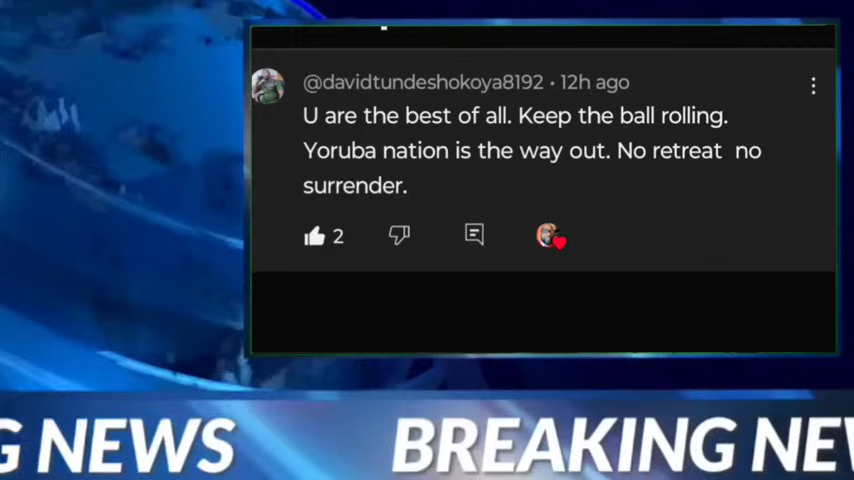 @davidtundeshokoya8192 • 12h ago
U are the best of all. Keep the ball rolling.
Yoruba nation is the way out. No retreat no
surrender.
2
G NEWS BREAKING NEW